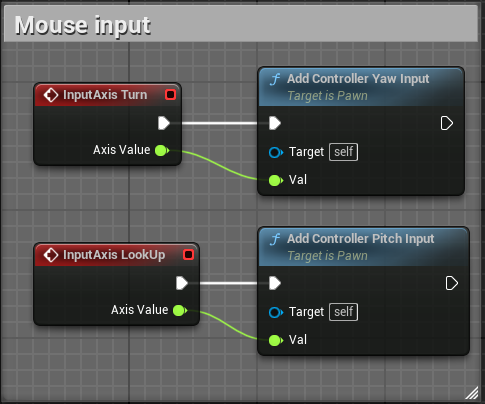 Mouse input
InputAxis Turn
Axis Value
Add Controller Yaw Input
Target is Pawn
Target self
Val
InputAxis LookUp
Axis Value
Add Controller Pitch Input
Target is Pawn
Target self
Val